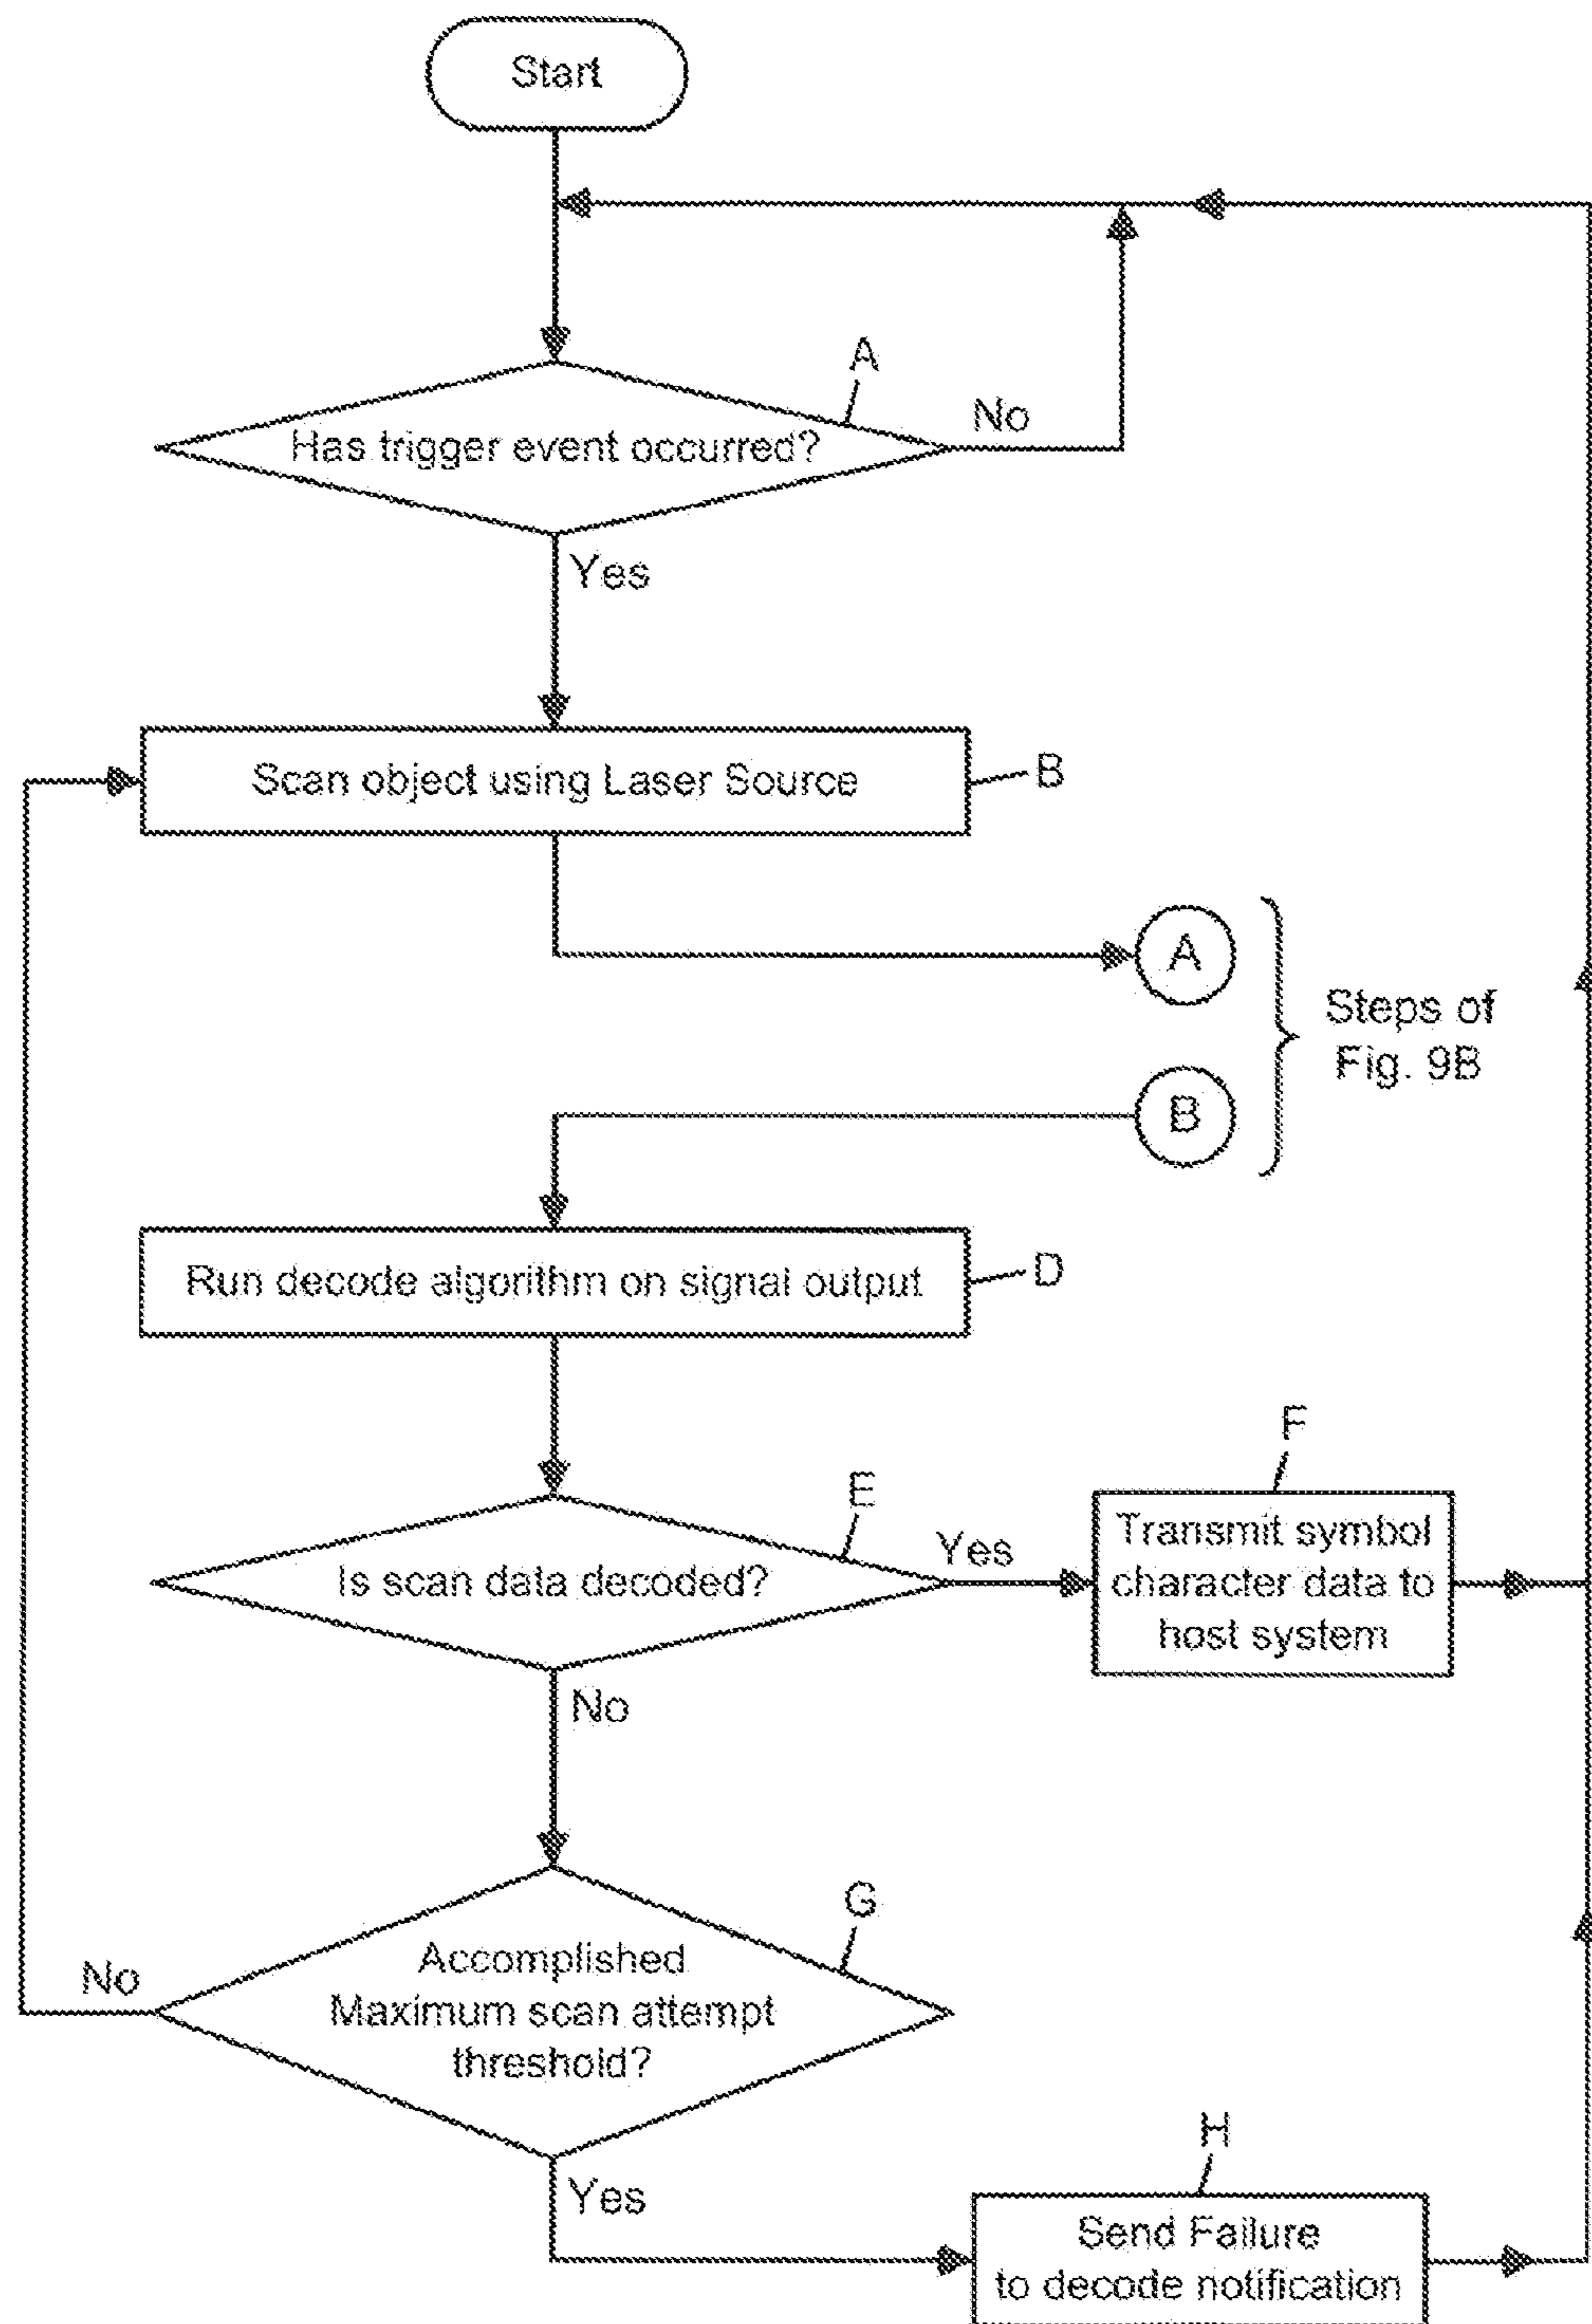 Start
A
Has trigger event occurred?
No
Yes
Scan object using Laser Source
B
A
Steps of
Fig. 9B
B
Run decode algorithm on signal output
D
E
Is scan data decoded?
Yes
F
Transmit symbol
character data to
host system
No
G
Accomplished
Maximum scan attempt
threshold?
No
Yes
H
Send Failure
to decode notification